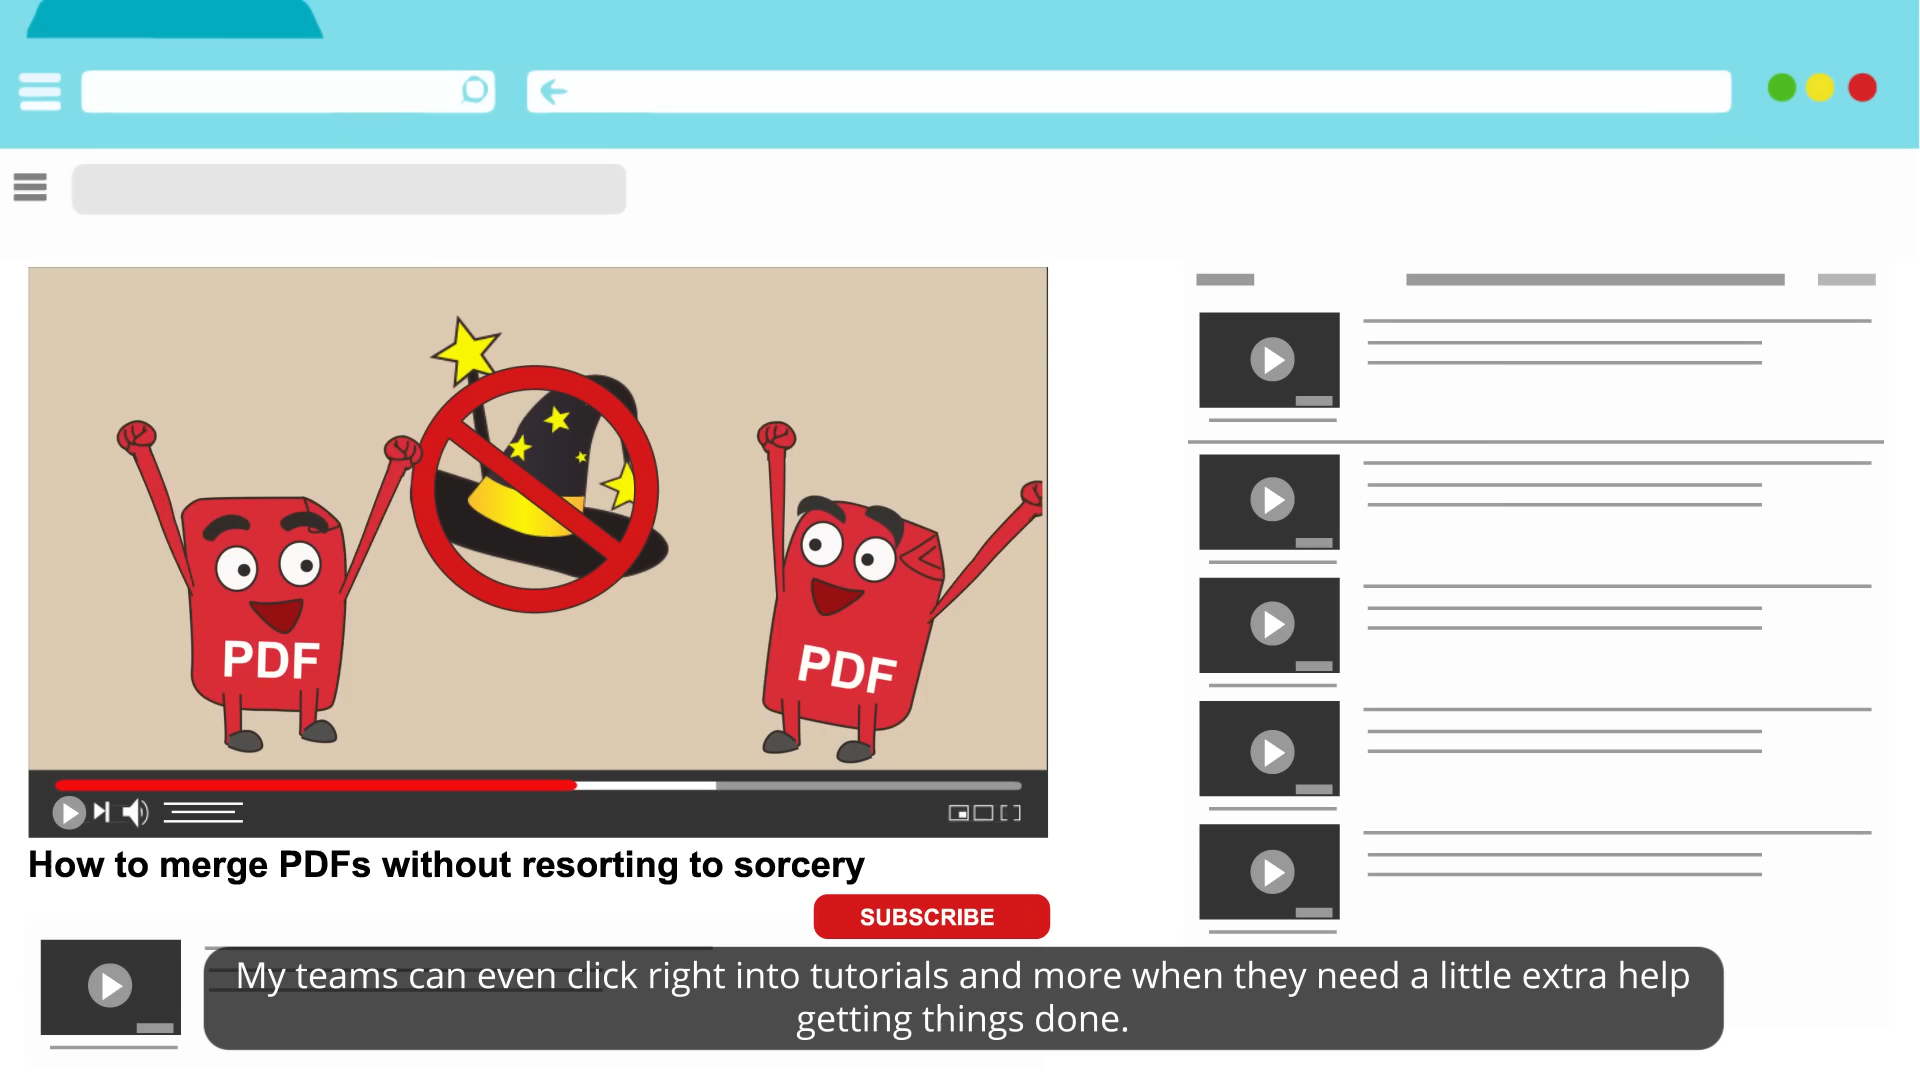 PDF
PDF
How to merge PDFs without resorting to sorcery
SUBSCRIBE
My teams can even click right into tutorials and more when they need a little extra help
getting things done.